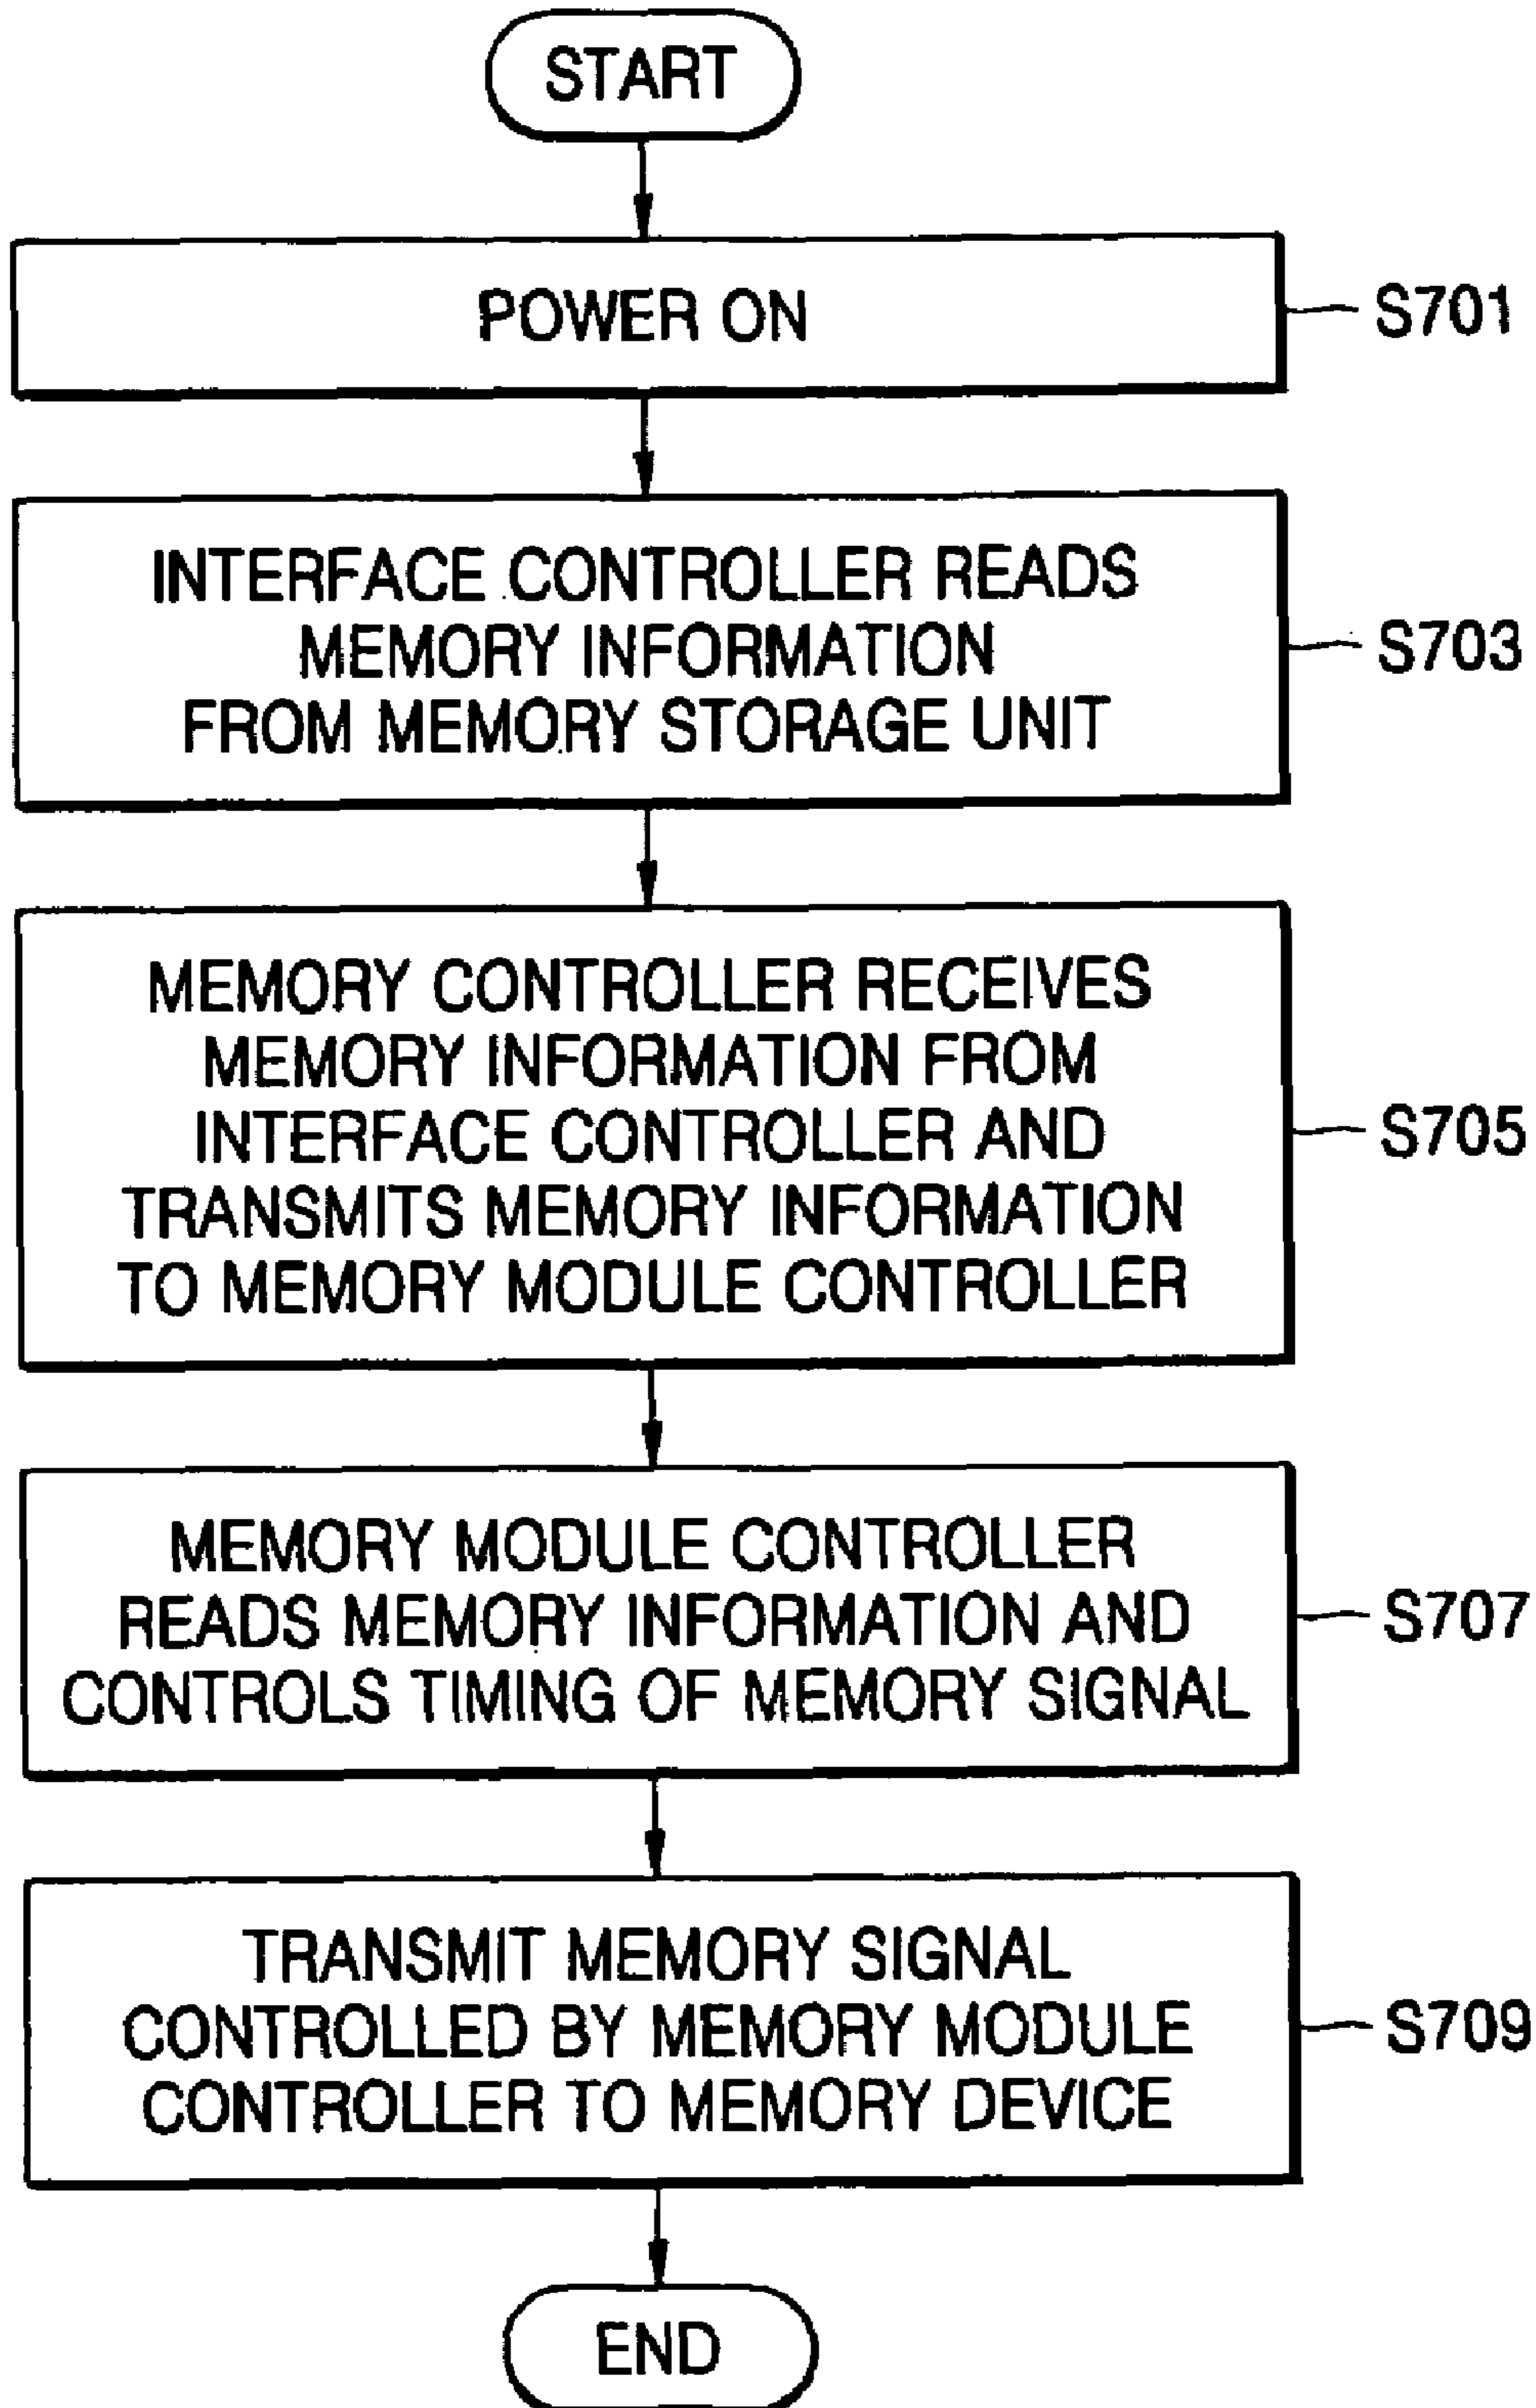 START
POWER ON
S701
INTERFACE CONTROLLER READS
MEMORY INFORMATION
FROM MEMORY STORAGE UNIT
S703
MEMORY CONTROLLER RECEIVES
MEMORY INFORMATION FROM
INTERFACE CONTROLLER AND
TRANSMITS MEMORY INFORMATION
TO MEMORY MODULE CONTROLLER
S705
MEMORY MODULE CONTROLLER
READS MEMORY INFORMATION AND
CONTROLS TIMING OF MEMORY SIGNAL
S707
TRANSMIT MEMORY SIGNAL
CONTROLLED BY MEMORY MODULE
CONTROLLER TO MEMORY DEVICE
S709
END